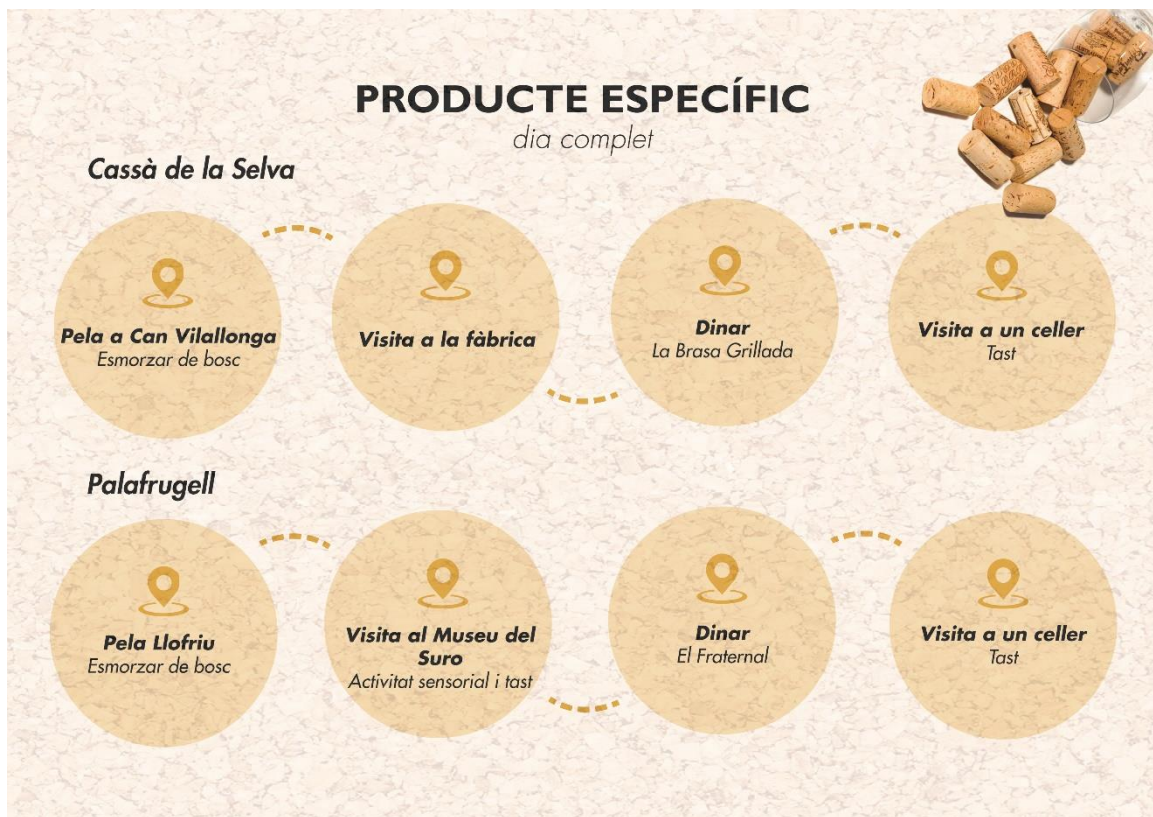 PRODUCTE ESPECÍFIC
dia complet
Cassà de la Selva
Pela a Can Vilallonga
Esmorzar de bosc
Visita a la fàbrica
Dinar
La Brasa Grillada
Visita a un celler
Tast
Palafrugell
Pela Llofriu
Esmorzar de bosc
Visita al Museu del
Suro
Activitat sensorial i tast
Dinar
El Fraternal
Visita a un celler
Tast